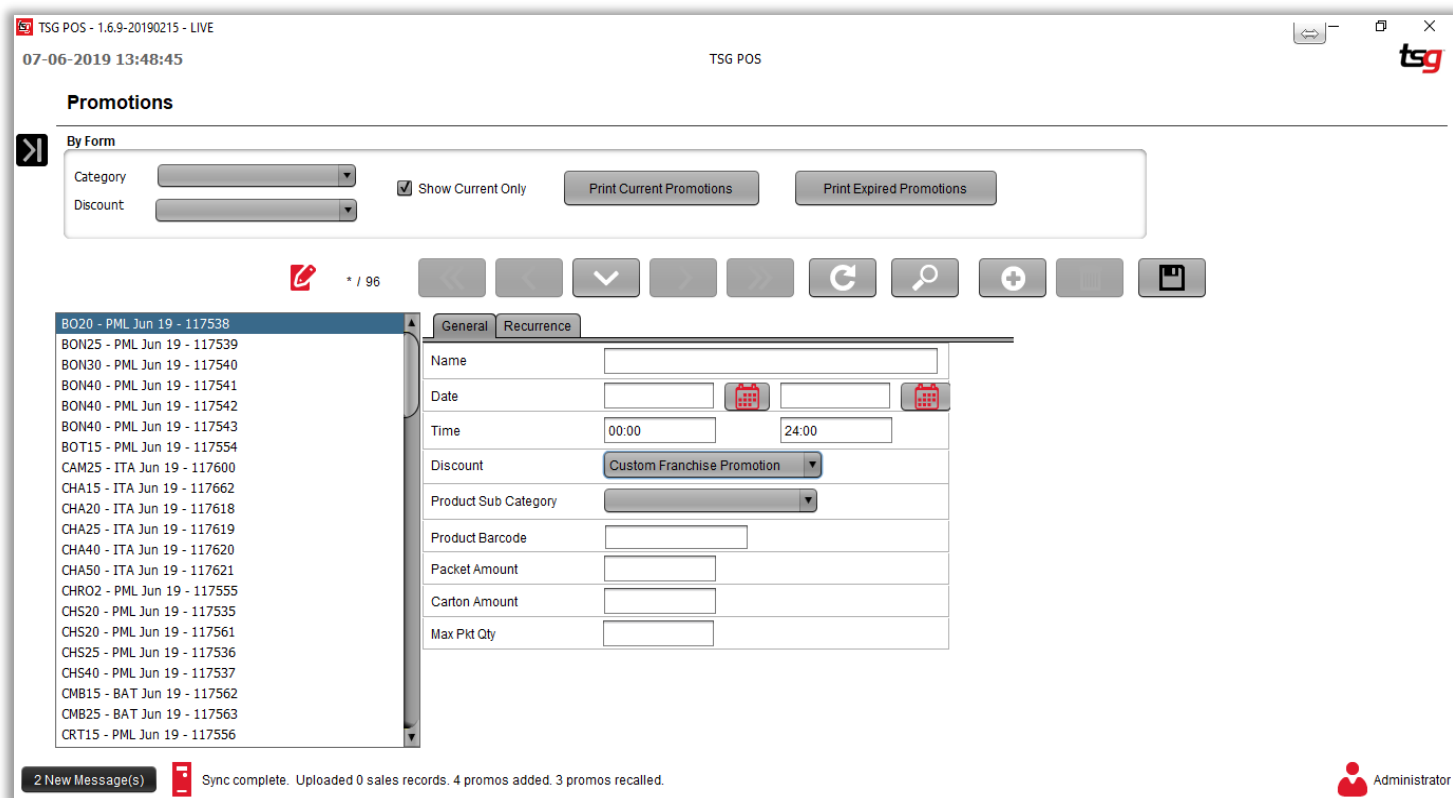 TSG POS - 1.6.9-20190215 - LIVE
07-06-2019 13:48:45
TSG POS
tsg
Promotions
By Form
Category
Show Current Only
Print Current Promotions
Print Expired Promotions
Discount
* / 96
BO20 - PML Jun 19 - 117538
BON25 - PML Jun 19 - 117539
BON30 - PML Jun 19 - 117540
BON40 - PML Jun 19 - 117541
BON40 - PML Jun 19 - 117542
BON40 - PML Jun 19 - 117543
BOT15 - PML Jun 19 - 117554
CAM25 - ITA Jun 19 - 117600
CHA15 - ITA Jun 19 - 117662
CHA20 - ITA Jun 19 - 117618
CHA25 - ITA Jun 19 - 117619
CHA40 - ITA Jun 19 - 117620
CHA50 - ITA Jun 19 - 117621
CHRO2 - PML Jun 19 - 117555
CHS20 - PML Jun 19 - 117535
CHS20 - PML Jun 19 - 117561
CHS25 - PML Jun 19 - 117536
CHS40 - PML Jun 19 - 117537
CMB15 - BAT Jun 19 - 117562
CMB25 - BAT Jun 19 - 117563
CRT15 - PML Jun 19 - 117556
General Recurrence
Name
Date
Time 00:00 24:00
Discount Custom Franchise Promotion
Product Sub Category
Product Barcode
Packet Amount
Carton Amount
Max Pkt Qty
2 New Message(s)
Sync complete. Uploaded 0 sales records. 4 promos added. 3 promos recalled.
Administrator